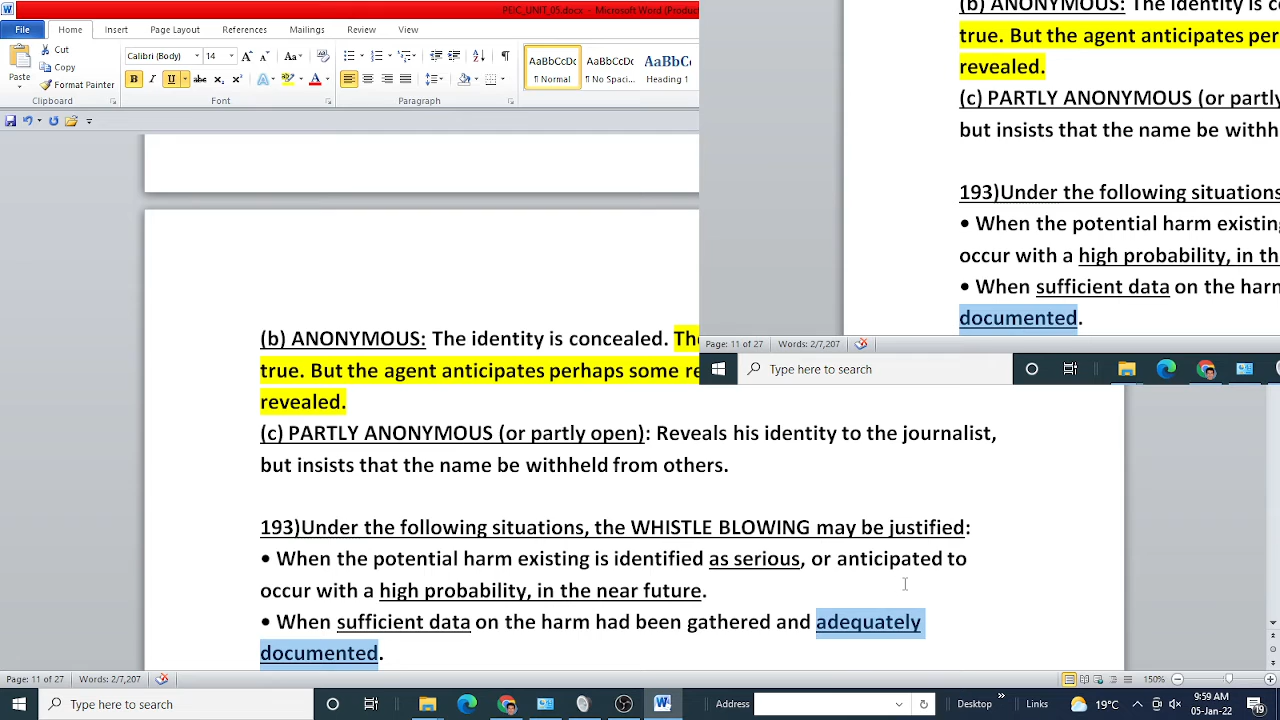 PEIC_UNIT_05.docx - Microsoft Word (Produc
File Home Insert Page Layout References Mailings Review View
Cut
Copy
Format Painter
Paste
Clipboard
Calibri (Body) 14
B I U abe x₂ x²
Font
Paragraph
AaBbCcDc AaBbCcDc AaBbCc
¶ Normal ¶ No Spaci... Heading 1
(b) ANONYMOUS: The identity is co
true. But the agent anticipates per
revealed.
(c) PARTLY ANONYMOUS (or partly
but insists that the name be withh
193)Under the following situations
• When the potential harm existing
occur with a high probability, in th
• When sufficient data on the harm
documented.
Page: 11 of 27 Words: 2/7,207
Type here to search
(b) ANONYMOUS: The identity is concealed. The
true. But the agent anticipates perhaps some re
revealed.
(c) PARTLY ANONYMOUS (or partly open): Reveals his identity to the journalist,
but insists that the name be withheld from others.
193)Under the following situations, the WHISTLE BLOWING may be justified:
• When the potential harm existing is identified as serious, or anticipated to
occur with a high probability, in the near future.
• When sufficient data on the harm had been gathered and adequately
documented.
Page: 11 of 27 Words: 2/7,207 150%
Type here to search Address Desktop Links 19°C 9:59 AM
05-Jan-22